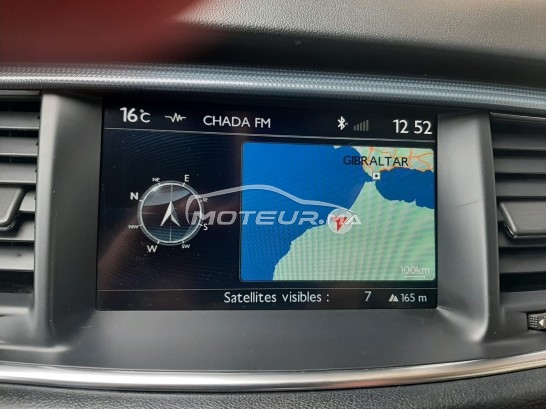 16°C CHADA FM 12 52
GIBRALTAR
NE E
N SE
MOTEUR.MA
NW S
W SW
100km
Satellites visibles : 7 165 m